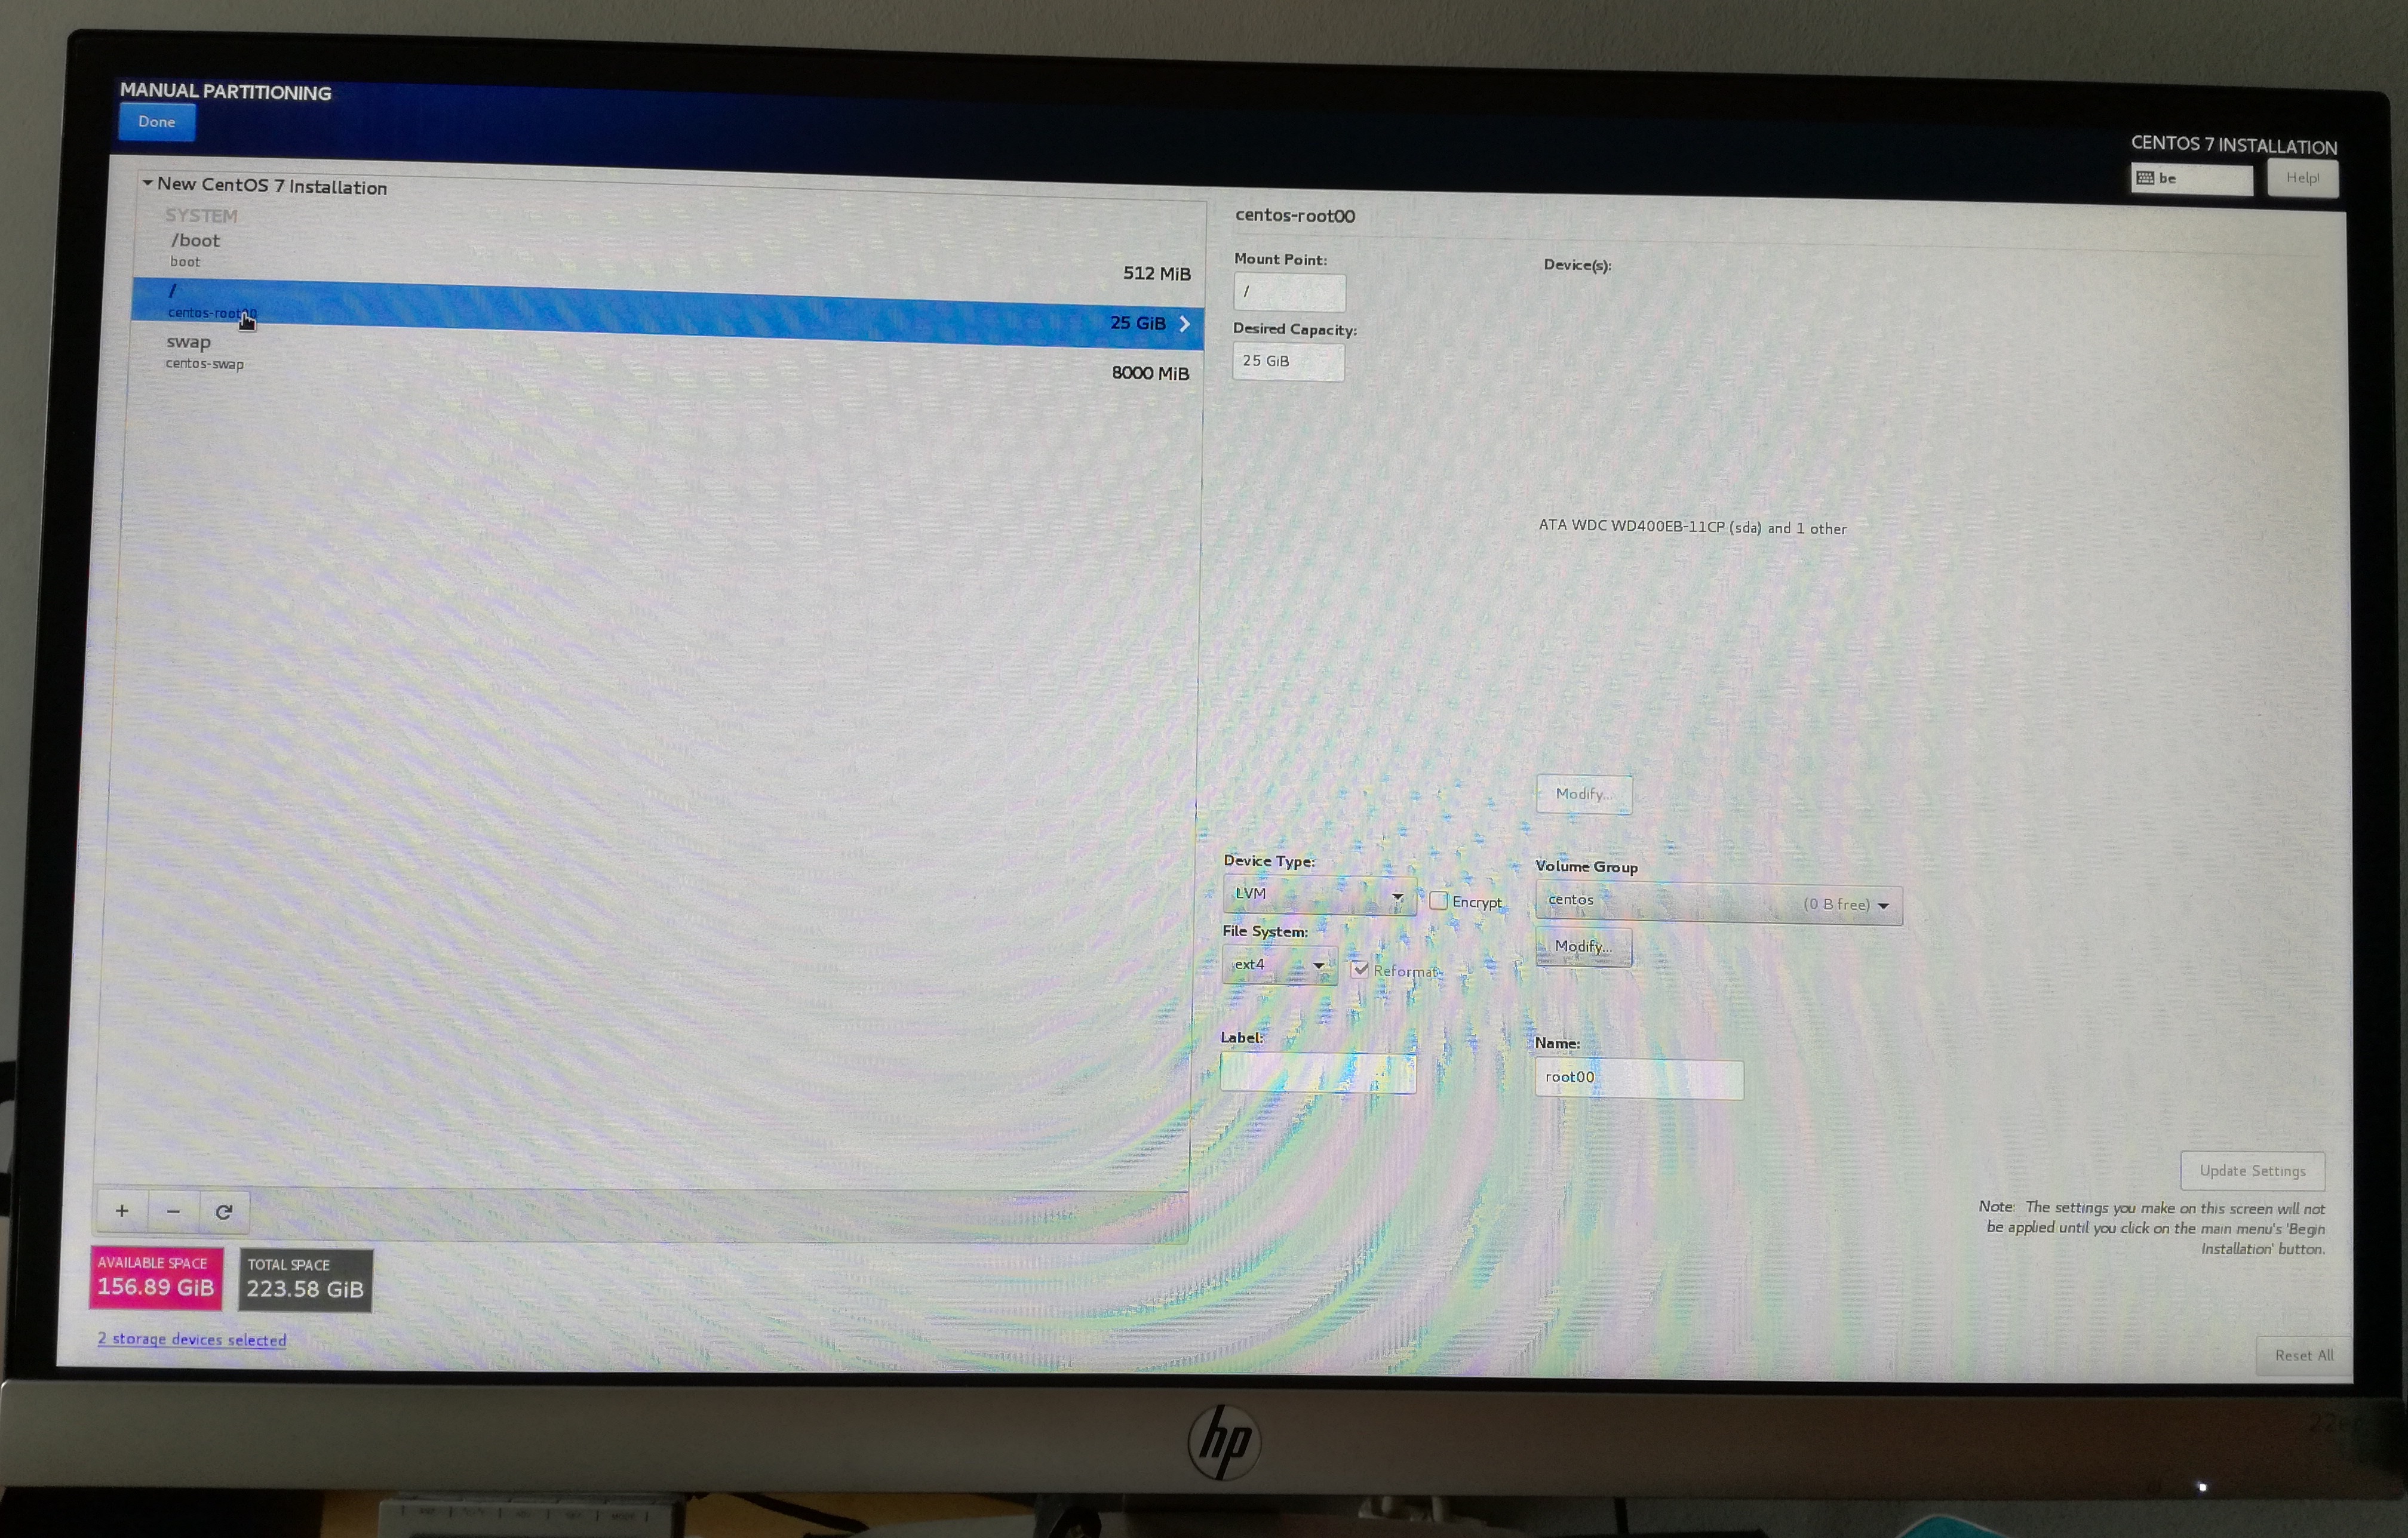 MANUAL PARTITIONING
Done
CENTOS 7 INSTALLATION
be
Help!
New CentOS 7 Installation
SYSTEM
/boot
boot
512 MiB
/
25 GiB
swap
centos-swap
8000 MiB
centos-root00
Mount Point:
/
Desired Capacity:
25 GiB
Device(s):
ATA WDC WD400EB-11CP (sda) and 1 other
Modify...
Device Type:
LVM
Encrypt
Volume Group
centos (0 B free)
File System:
ext4
Reformat
Modify...
Label:
Name:
root00
Update Settings
Note: The settings you make on this screen will not
be applied until you click on the main menu's 'Begin
Installation' button.
+ −
AVAILABLE SPACE
156.89 GiB
TOTAL SPACE
223.58 GiB
2 storage devices selected
Reset All
hp